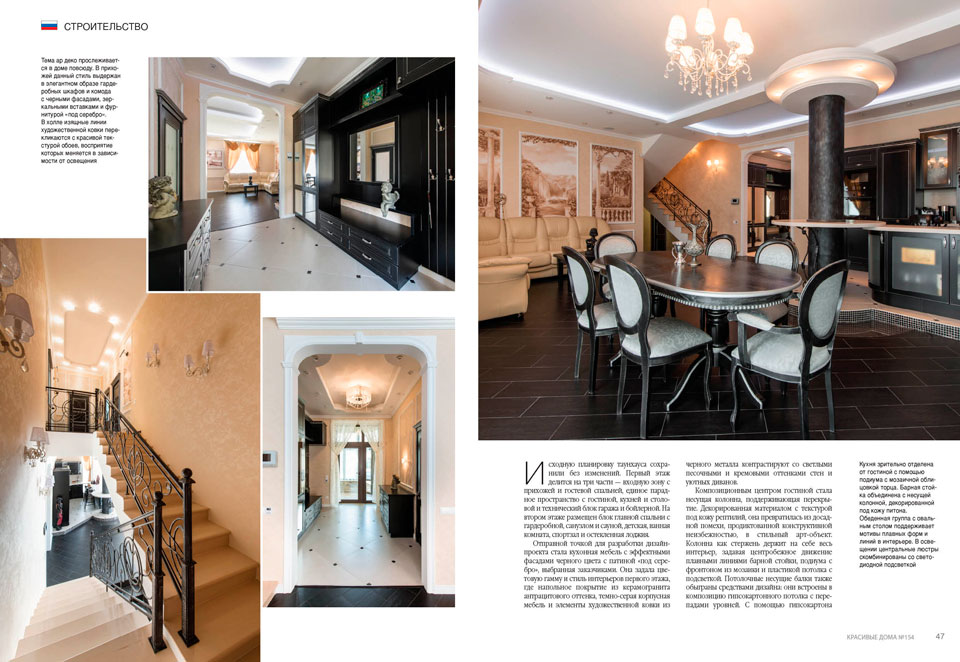 СТРОИТЕЛЬСТВО
Тема ар деко прослеживает-
ся в доме повсюду. В прихо-
жей данный стиль выдержан
в элегантном образе гарде-
робных шкафов и комода
с черными фасадами, зер-
кальными вставками и фур-
нитурой «под серебро».
В холле изящные линии
художественной ковки пере-
кликаются с красивой тек-
стурой обоев, восприятие
которых меняется в зависи-
мости от освещения
Исходную планировку таунхауса сохра-
нили без изменений. Первый этаж
делится на три части — входную зону с
прихожей и гостевой спальней, единое парад-
ное пространство с гостиной, кухней и столо-
вой и технический блок гаража и бойлерной. На
втором этаже размещен блок главной спальни с
гардеробной, санузлом и сауной, детская, ванная
комната, спортзал и остекленная лоджия.
Отправной точкой для разработки дизайн-
проекта стала кухонная мебель с эффектными
фасадами черного цвета с патиной «под сере-
бро», выбранная заказчиками. Она задала цве-
товую гамму и стиль интерьеров первого этажа,
где напольное покрытие из керамогранита
антрацитового оттенка, темно-серая корпусная
мебель и элементы художественной ковки из
черного металла контрастируют со светлыми
песочными и кремовыми оттенками стен и
уютных диванов.
Композиционным центром гостиной стала
несущая колонна, поддерживающая перекры-
тие. Декорированная материалом с текстурой
под кожу рептилий, она превратилась из досад-
ной помехи, продиктованной конструктивной
неизбежностью, в стильный арт-объект.
Колонна как стержень держит на себе весь
интерьер, задавая центробежное движение
плавными линиями барной стойки, подиума с
фронтоном из мозаики и пластикой потолка с
подсветкой. Потолочные несущие балки также
обыграны средствами дизайна: они встроены в
композицию гипсокартонного потолка с пере-
падами уровней. С помощью гипсокартона
Кухня зрительно отделена
от гостиной с помощью
подиума с мозаичной обли-
цовкой торца. Барная стой-
ка объединена с несущей
колонной, декорированной
под кожу питона.
Обеденная группа с оваль-
ным столом поддерживает
мотивы плавных форм и
линий в интерьере. В осве-
щении центральные люстры
скомбинированы со свето-
диодной подсветкой
КРАСИВЫЕ ДОМА №154
47